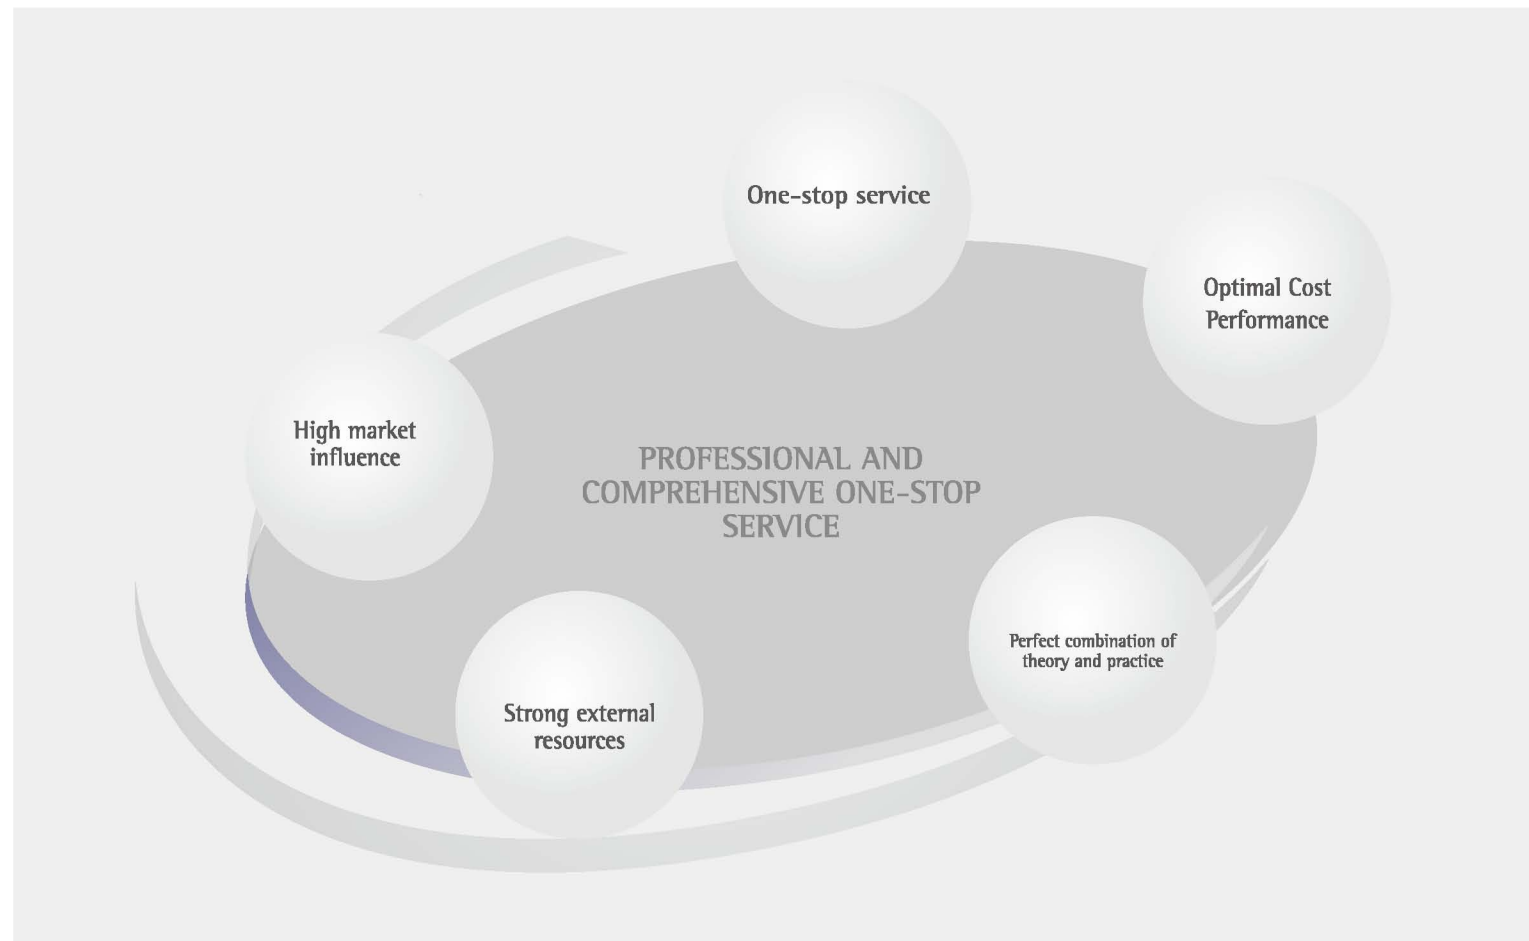 One-stop service
Optimal Cost
Performance
High market
influence
PROFESSIONAL AND
COMPREHENSIVE ONE-STOP
SERVICE
Perfect combination of
theory and practice
Strong external
resources